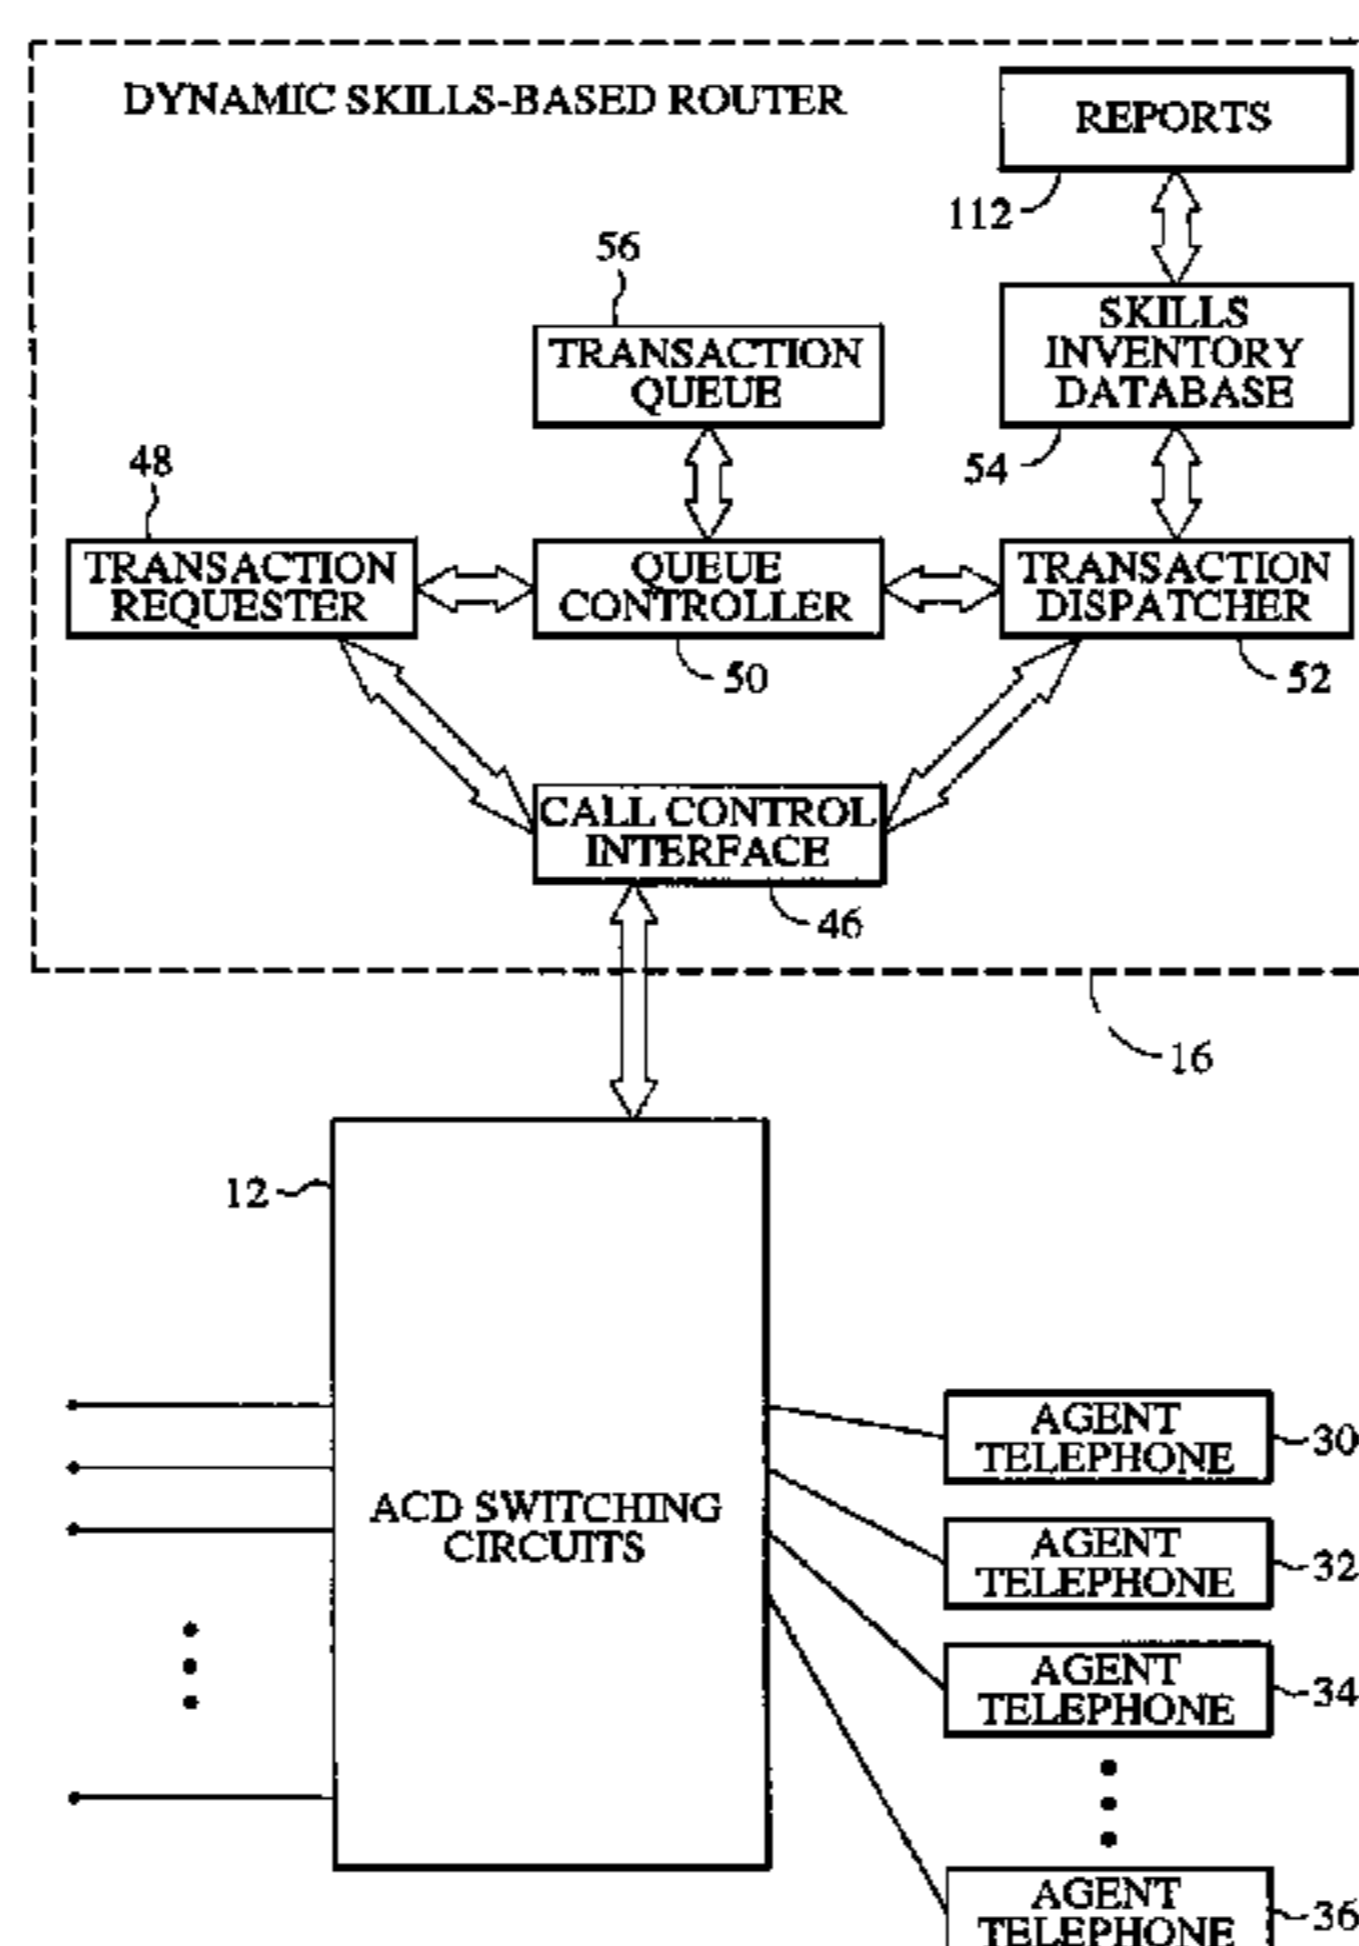 DYNAMIC SKILLS-BASED ROUTER
REPORTS
112
56
TRANSACTION
QUEUE
SKILLS
INVENTORY
DATABASE
54
48
TRANSACTION
REQUESTER
QUEUE
CONTROLLER
50
TRANSACTION
DISPATCHER
52
CALL CONTROL
INTERFACE
46
16
12
ACD SWITCHING
CIRCUITS
AGENT
TELEPHONE
30
AGENT
TELEPHONE
32
AGENT
TELEPHONE
34
AGENT
TELEPHONE
36